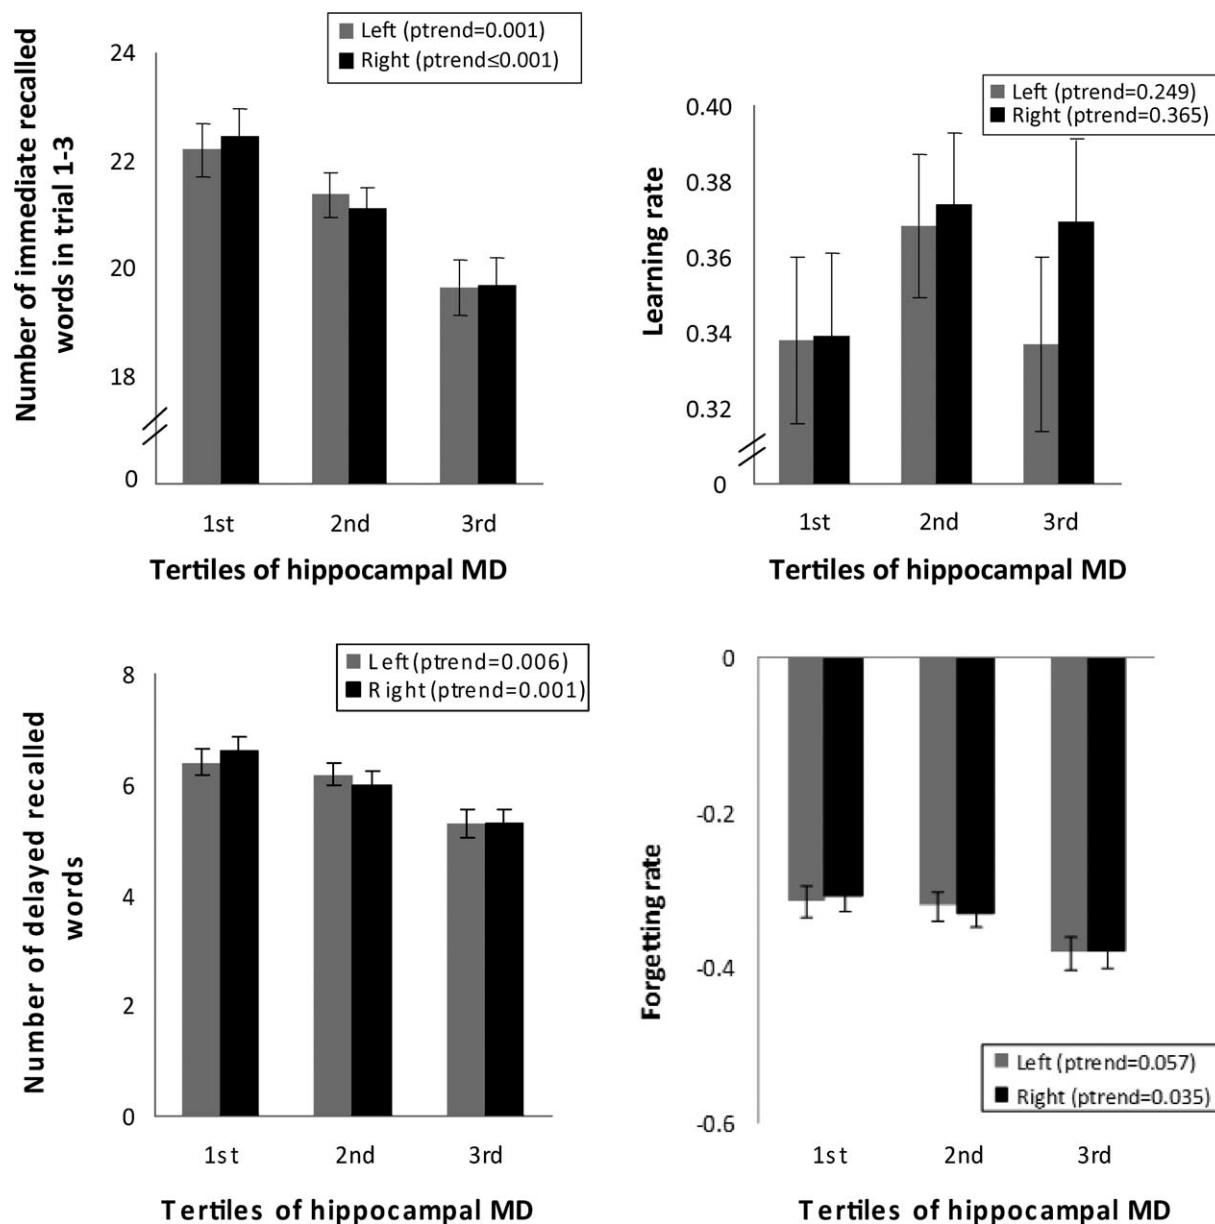 Left (ptrend=0.001)
Right (ptrend≤0.001)
Number of immediate recalled
words in trial 1-3
24
22
20
18
0
1st 2nd 3rd
Tertiles of hippocampal MD
Left (ptrend=0.249)
Right (ptrend=0.365)
Learning rate
0.40
0.38
0.36
0.34
0.32
0
1st 2nd 3rd
Tertiles of hippocampal MD
Left (ptrend=0.006)
Right (ptrend=0.001)
Number of delayed recalled
words
8
6
4
2
0
1st 2nd 3rd
Tertiles of hippocampal MD
Forgetting rate
0
-0.2
-0.4
-0.6
Left (ptrend=0.057)
Right (ptrend=0.035)
1st 2nd 3rd
Tertiles of hippocampal MD